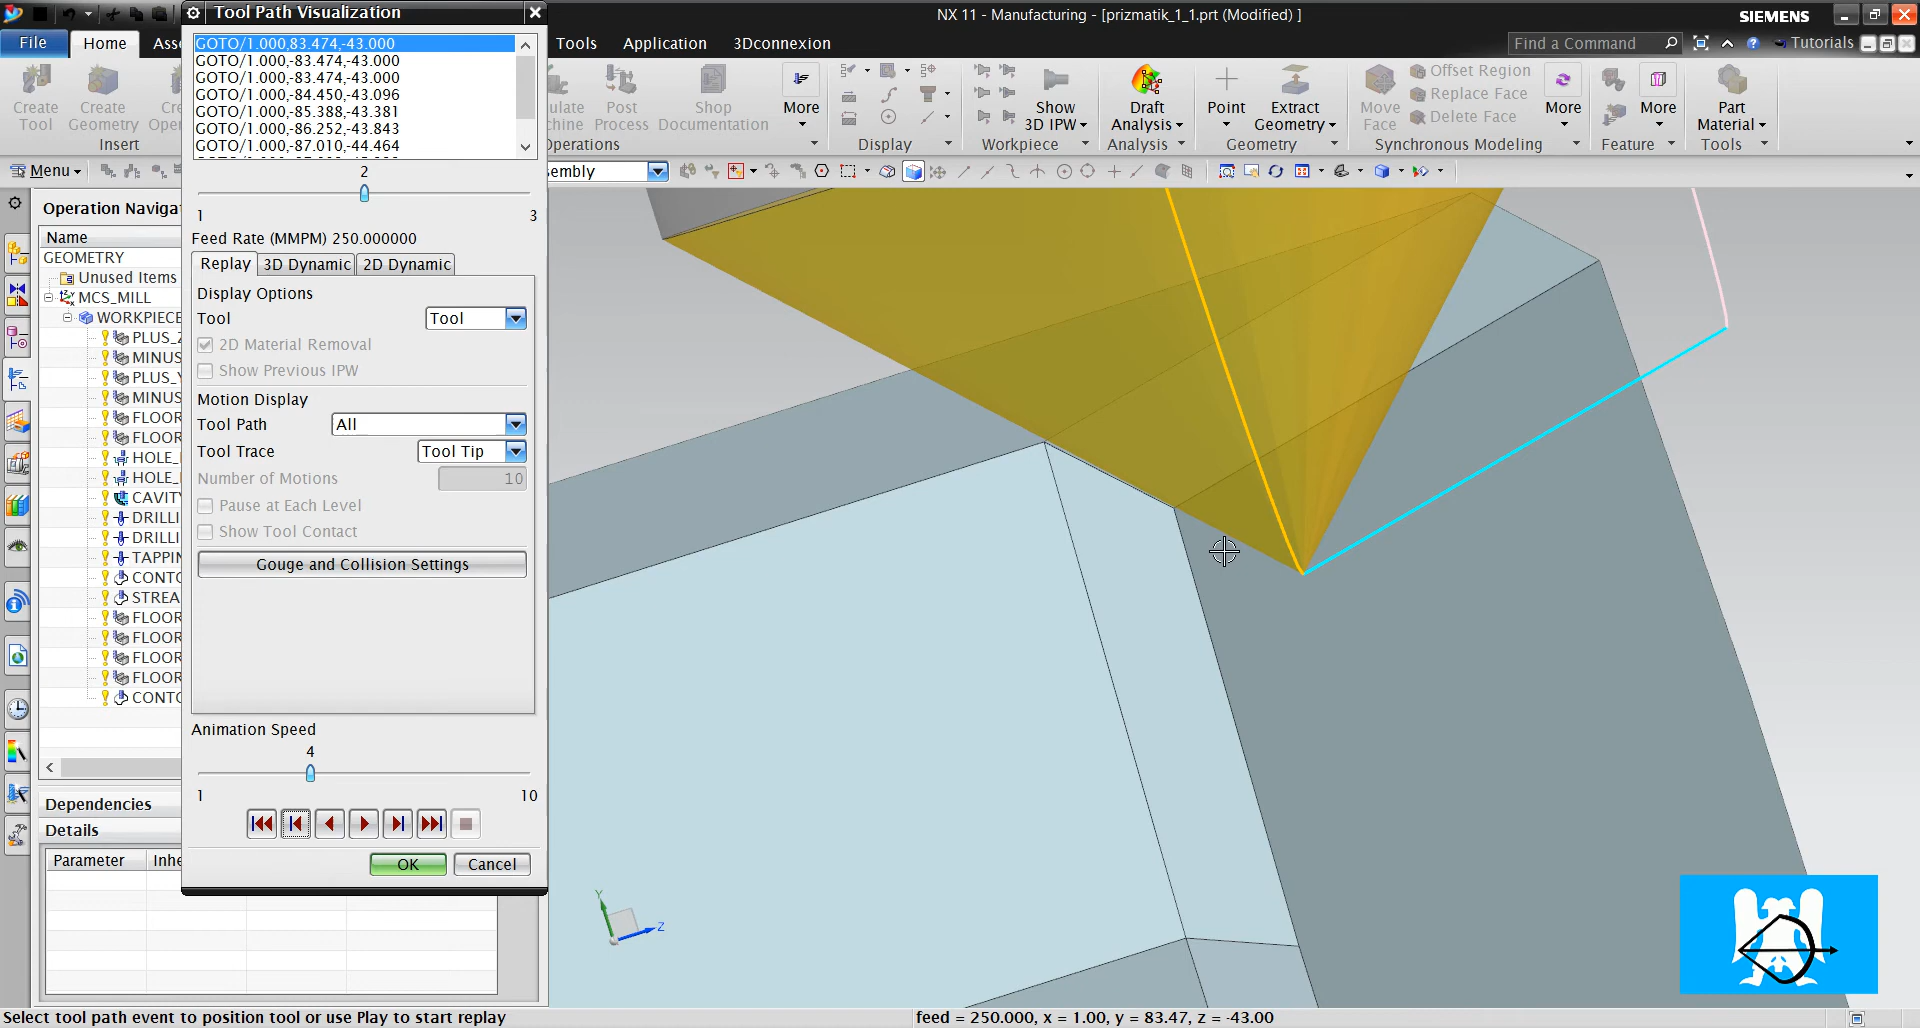 Tool Path Visualization
NX 11 - Manufacturing - [prizmatik_1_1.prt (Modified) ]
SIEMENS
File
Home
Tools
Application
3Dconnexion
Find a Command
Tutorials
GOTO/1.000,83.474,-43.000
GOTO/1.000,-83.474,-43.000
GOTO/1.000,-83.474,-43.000
GOTO/1.000,-84.450,-43.096
GOTO/1.000,-85.388,-43.381
GOTO/1.000,-86.252,-43.843
GOTO/1.000,-87.010,-44.464
Create
Tool
Create
Geometry
Insert
Post
Process
Shop
Documentation
More
Display
Show
3D IPW
Workpiece
Draft
Analysis
Analysis
Point
Extract
Geometry
Geometry
Move
Face
Offset Region
Replace Face
Delete Face
More
Synchronous Modeling
More
Feature
Part
Material
Tools
Menu
2
1
3
Feed Rate (MMPM) 250.000000
Replay
3D Dynamic
2D Dynamic
Display Options
Tool
Tool
2D Material Removal
Show Previous IPW
Motion Display
Tool Path
All
Tool Trace
Tool Tip
Number of Motions
10
Pause at Each Level
Show Tool Contact
Gouge and Collision Settings
Animation Speed
4
1
10
OK
Cancel
Name
GEOMETRY
Unused Items
MCS_MILL
WORKPIECE
MINUS
MINUS
Dependencies
Details
Parameter
Y
Z
Select tool path event to position tool or use Play to start replay
feed = 250.000, x = 1.00, y = 83.47, z = -43.00